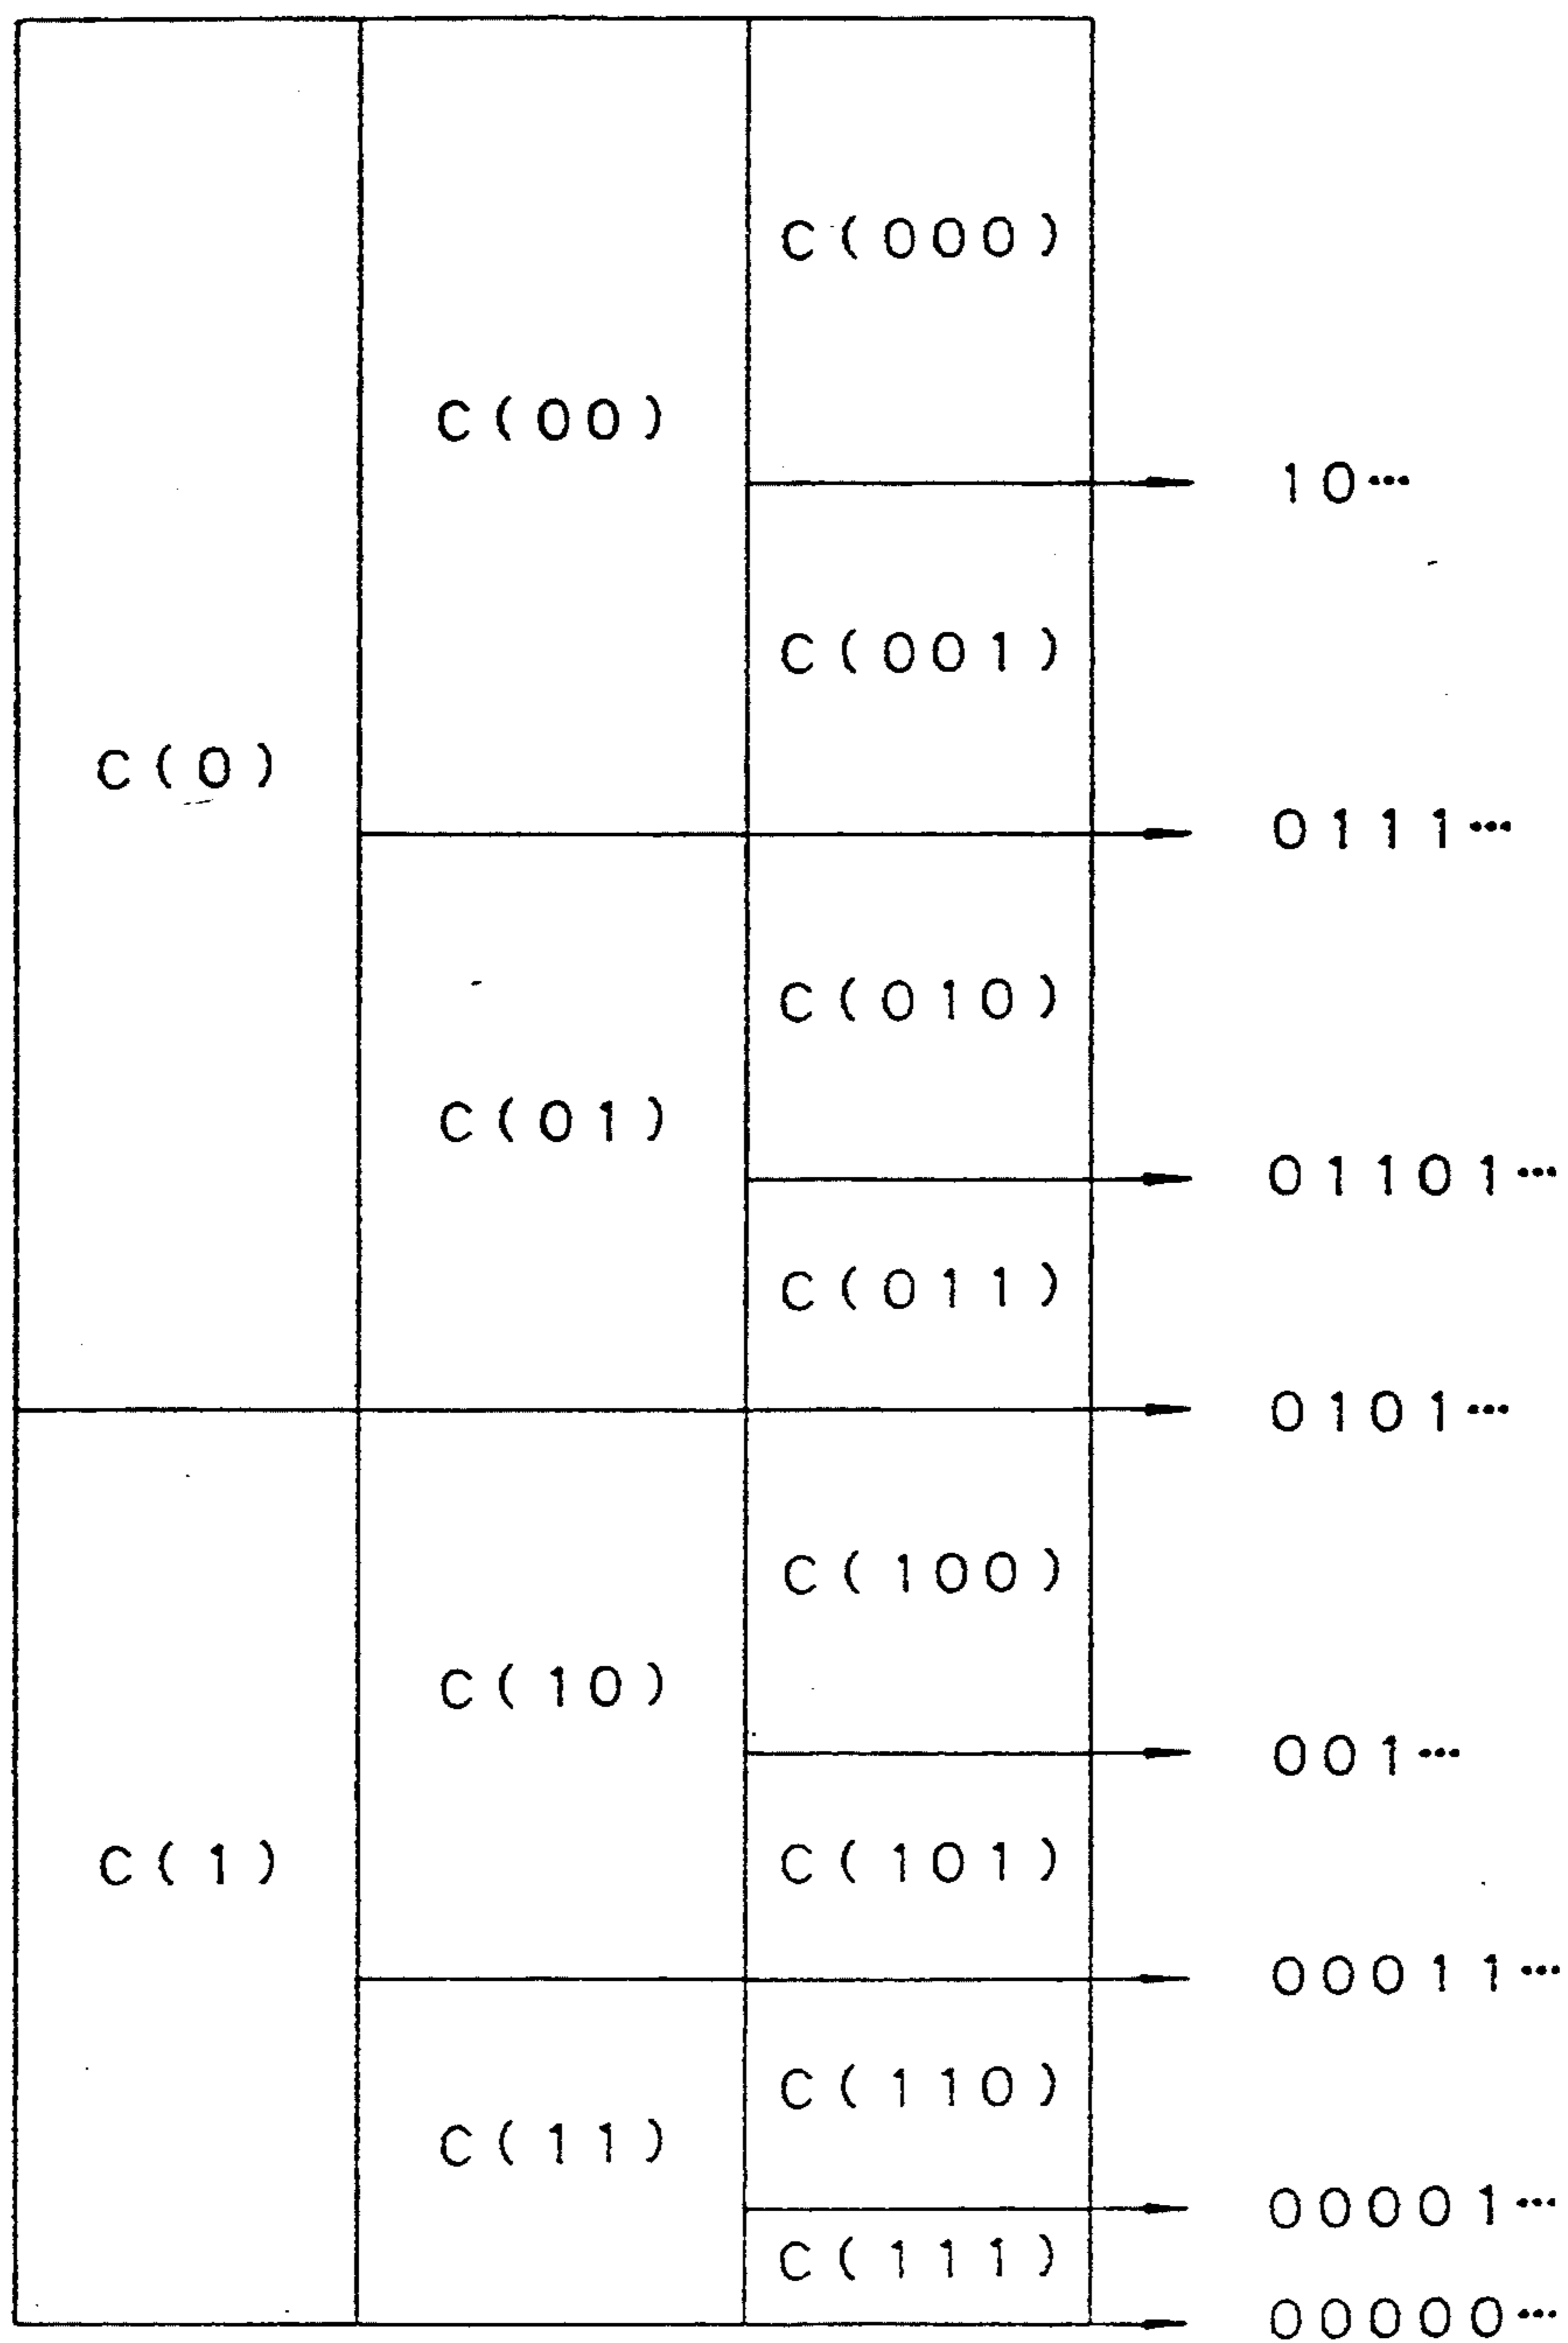 C(000)
C(00)
10…
C(001)
C(0)
0111…
C(010)
C(01)
01101…
C(011)
0101…
C(100)
C(10)
001…
C(1)
C(101)
00011…
C(110)
C(11)
00001…
C(111)
00000…